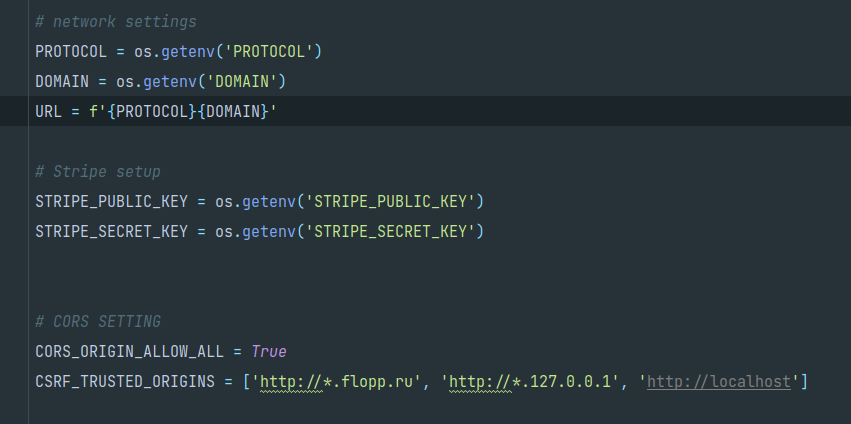 # network settings
PROTOCOL = os.getenv('PROTOCOL')
DOMAIN = os.getenv('DOMAIN')
URL = f'{PROTOCOL}{DOMAIN}'
# Stripe setup
STRIPE_PUBLIC_KEY = os.getenv('STRIPE_PUBLIC_KEY')
STRIPE_SECRET_KEY = os.getenv('STRIPE_SECRET_KEY')
# CORS SETTING
CORS_ORIGIN_ALLOW_ALL = True
CSRF_TRUSTED_ORIGINS = ['http://*.flopp.ru', 'http://*.127.0.0.1', 'http://localhost']